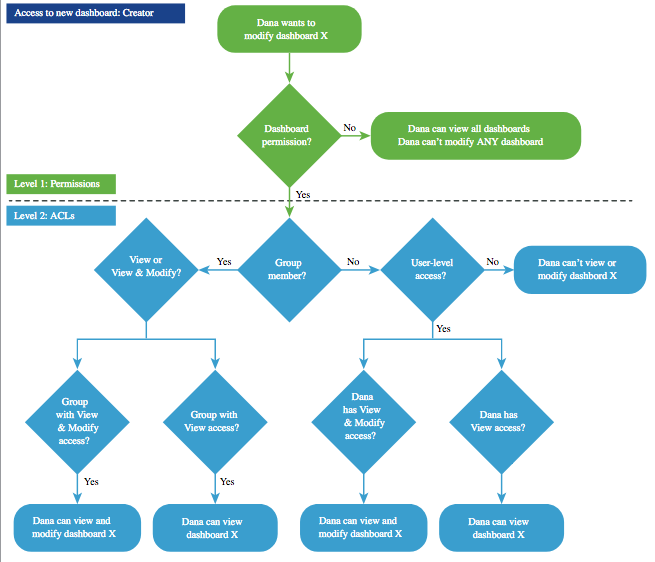 Access to new dashboard: Creator
Dana wants to
modify dashboard X
Dashboard
permission?
No
Dana can view all dashboards
Dana can't modify ANY dashboard
Level 1: Permissions
Yes
Level 2: ACLs
View or
View & Modify?
Yes
Group
member?
No
User-level
access?
No
Dana can't view or
modify dashbord X
Yes
Group
with View
& Modify
access?
Group with
View access?
Dana
has View
& Modify
access?
Dana has
View access?
Yes
Yes
Dana can view and
modify dashboard X
Dana can view
dashboard X
Dana can view and
modify dashboard X
Dana can view
dashboard X